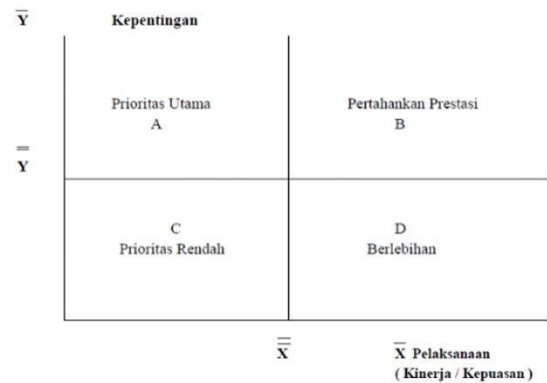 Y̅ Kepentingan
Prioritas Utama
A
Pertahankan Prestasi
B
Y̿
C
Prioritas Rendah
D
Berlebihan
X̿
X̅ Pelaksanaan
( Kinerja / Kepuasan )